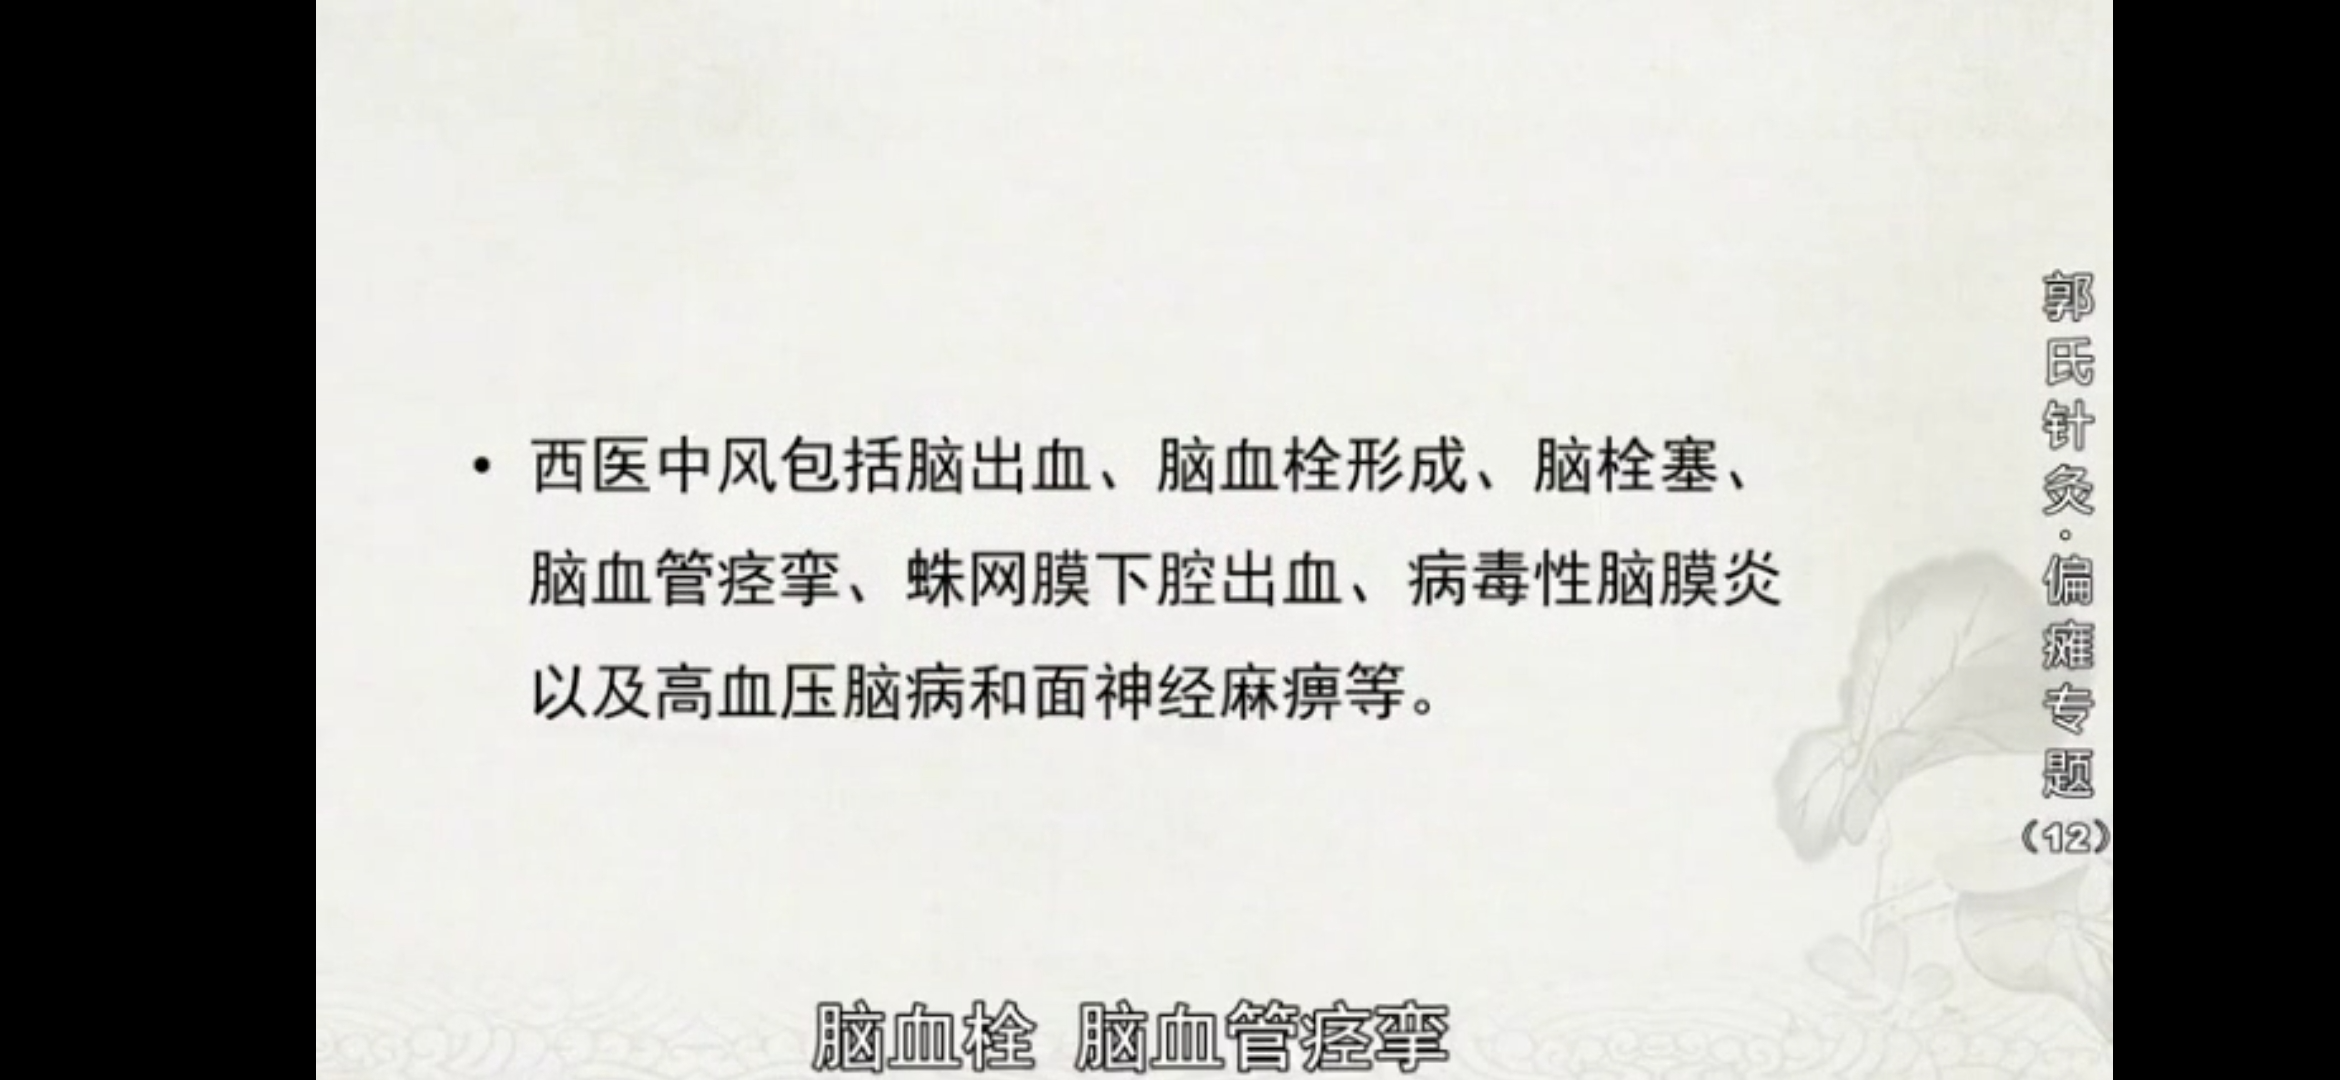 • 西医中风包括脑出血、脑血栓形成、脑栓塞、
脑血管痉挛、蛛网膜下腔出血、病毒性脑膜炎
以及高血压脑病和面神经麻痹等。
郭氏针灸·偏瘫专题（12）
脑血栓 脑血管痉挛